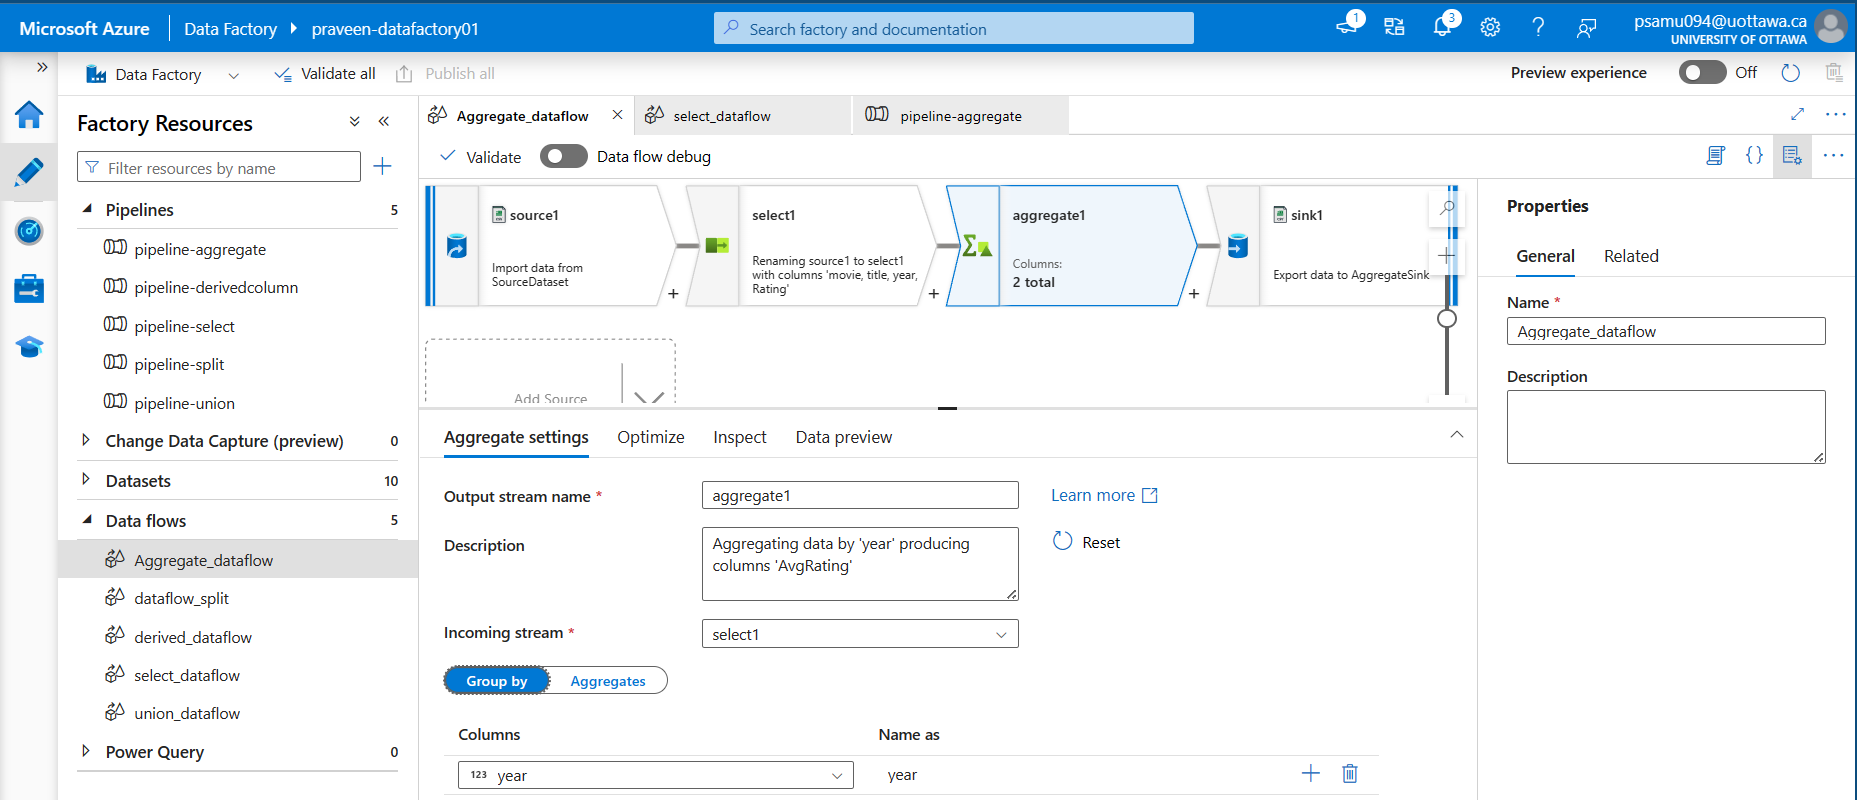 Microsoft Azure
Data Factory
praveen-datafactory01
Search factory and documentation
1
3
psamu094@uottawa.ca
UNIVERSITY OF OTTAWA
Data Factory
Validate all
Publish all
Preview experience
Off
Factory Resources
Filter resources by name
Pipelines 5
pipeline-aggregate
pipeline-derivedcolumn
pipeline-select
pipeline-split
pipeline-union
Change Data Capture (preview) 0
Datasets 10
Data flows 5
Aggregate_dataflow
dataflow_split
derived_dataflow
select_dataflow
union_dataflow
Power Query 0
Aggregate_dataflow
select_dataflow
pipeline-aggregate
Validate
Data flow debug
source1
Import data from
SourceDataset
+
select1
Renaming source1 to select1
with columns 'movie, title, year,
Rating'
+
aggregate1
Columns:
2 total
+
sink1
Export data to AggregateSink
Add Source
Aggregate settings
Optimize
Inspect
Data preview
Output stream name *
aggregate1
Learn more
Description
Aggregating data by 'year' producing
columns 'AvgRating'
Reset
Incoming stream *
select1
Group by
Aggregates
Columns
Name as
123 year
year
Properties
General
Related
Name *
Aggregate_dataflow
Description